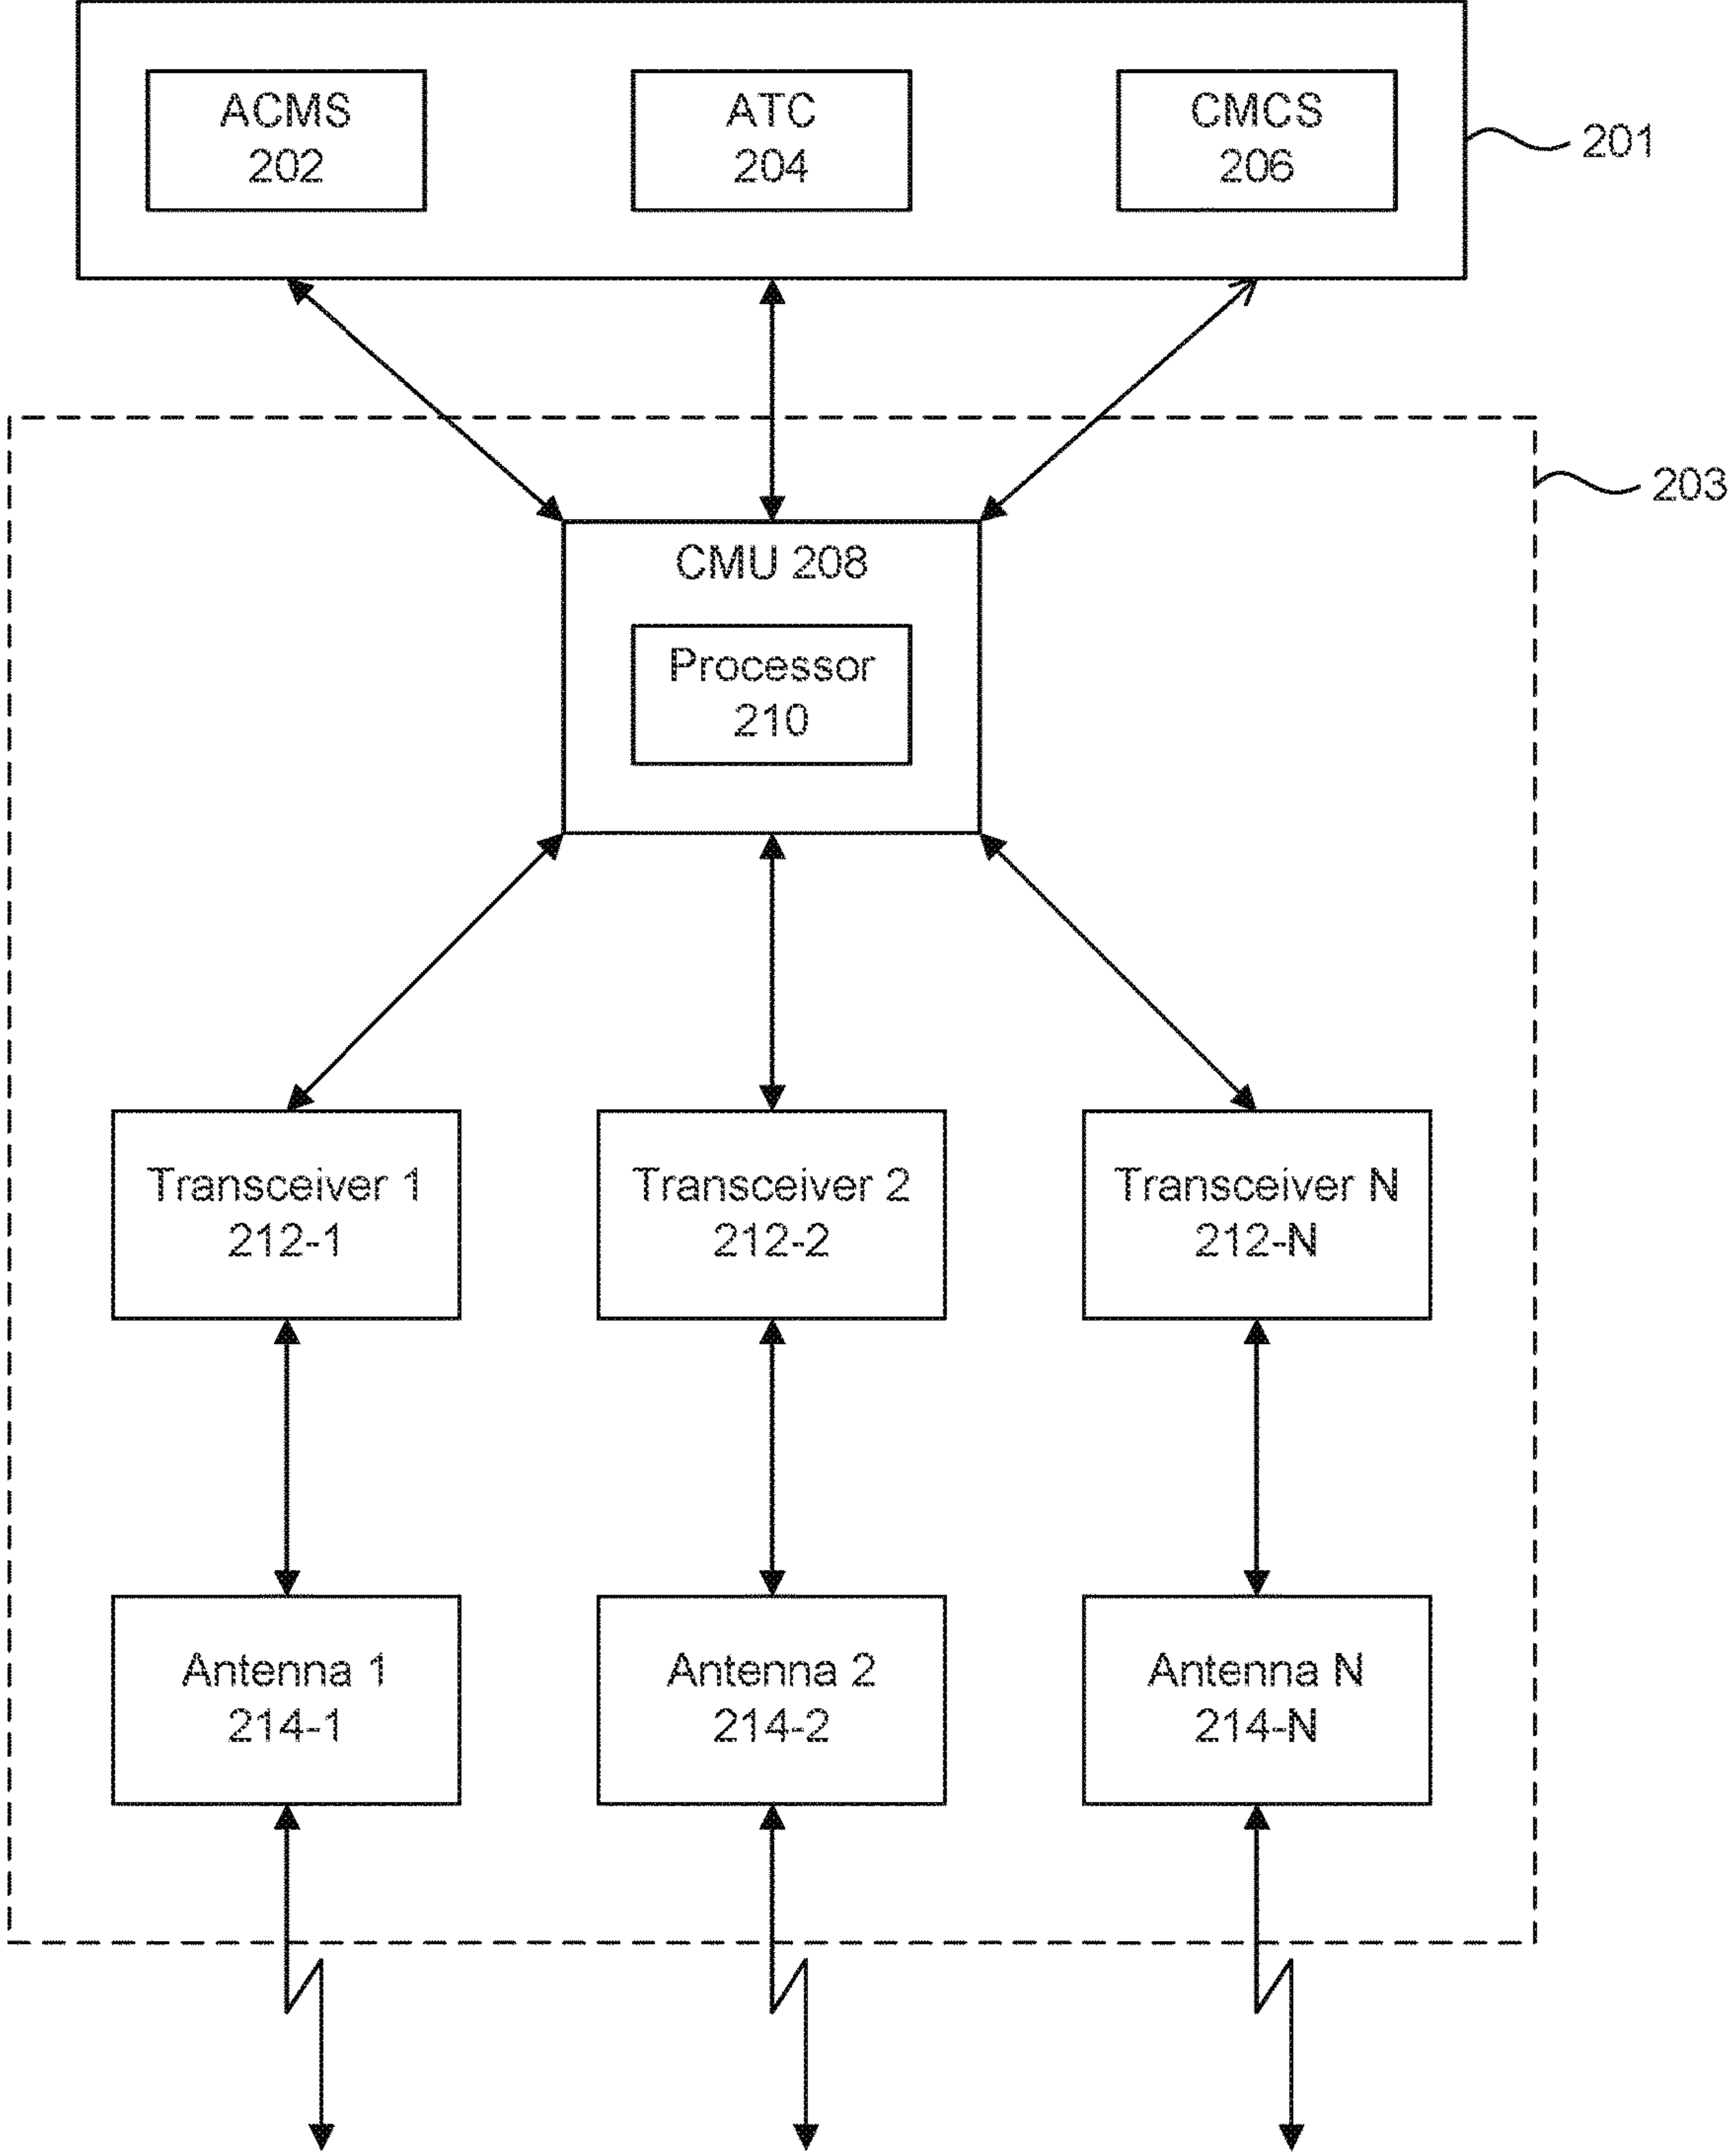 ACMS
202
ATC
204
CMCS
206
201
203
CMU 208
Processor
210
Transceiver 1
212-1
Transceiver 2
212-2
Transceiver N
212-N
Antenna 1
214-1
Antenna 2
214-2
Antenna N
214-N